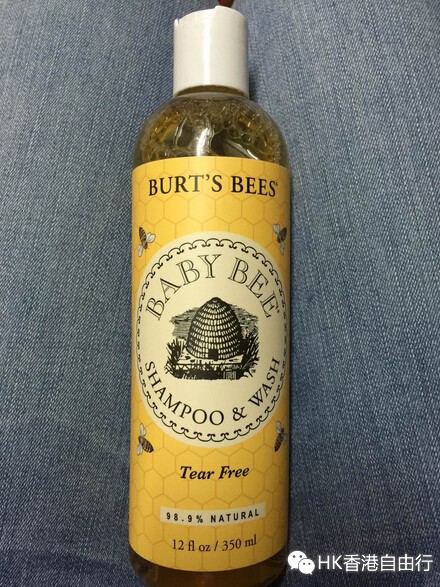 BURT'S BEES®
BABY BEE®
SHAMPOO & WASH
Tear Free
98.9% NATURAL
12 fl oz / 350 ml
HK香港自由行